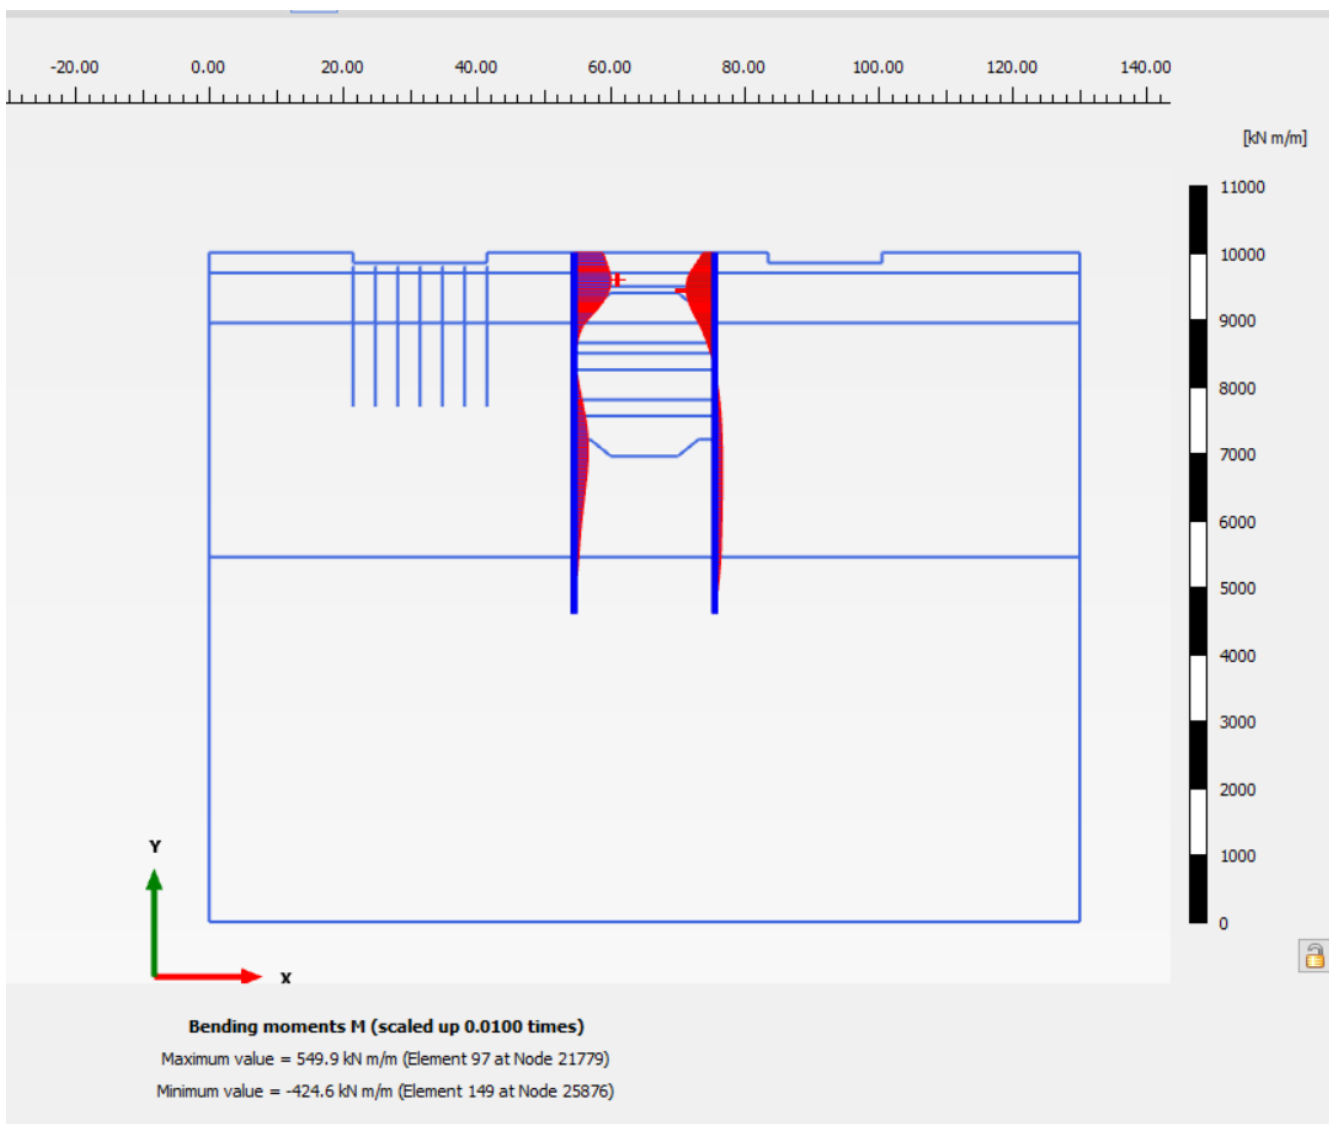 -20.00 0.00 20.00 40.00 60.00 80.00 100.00 120.00 140.00
[kN m/m]
11000
10000
9000
8000
7000
6000
5000
4000
3000
2000
1000
0
Y
X
Bending moments M (scaled up 0.0100 times)
Maximum value = 549.9 kN m/m (Element 97 at Node 21779)
Minimum value = -424.6 kN m/m (Element 149 at Node 25876)